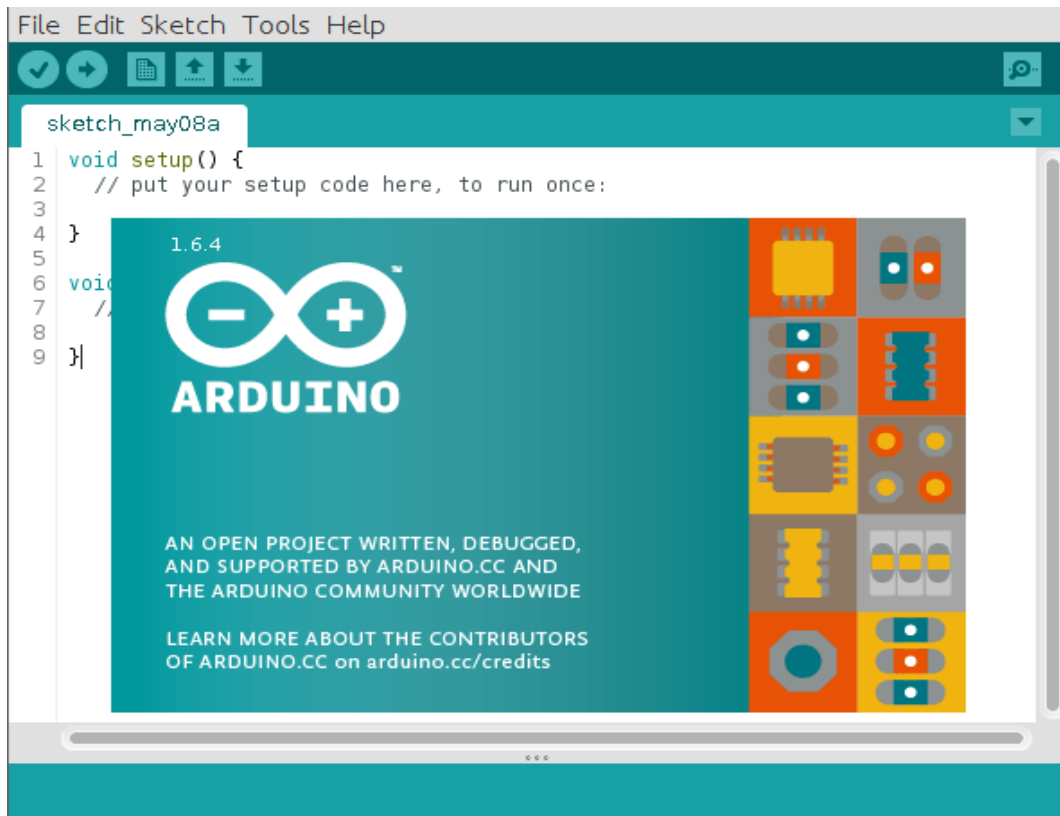 File Edit Sketch Tools Help
sketch_may08a
1 void setup() {
2 // put your setup code here, to run once:
3
4 }
5
6 void
7 //
8
9 }
1.6.4
™
ARDUINO
AN OPEN PROJECT WRITTEN, DEBUGGED,
AND SUPPORTED BY ARDUINO.CC AND
THE ARDUINO COMMUNITY WORLDWIDE
LEARN MORE ABOUT THE CONTRIBUTORS
OF ARDUINO.CC on arduino.cc/credits